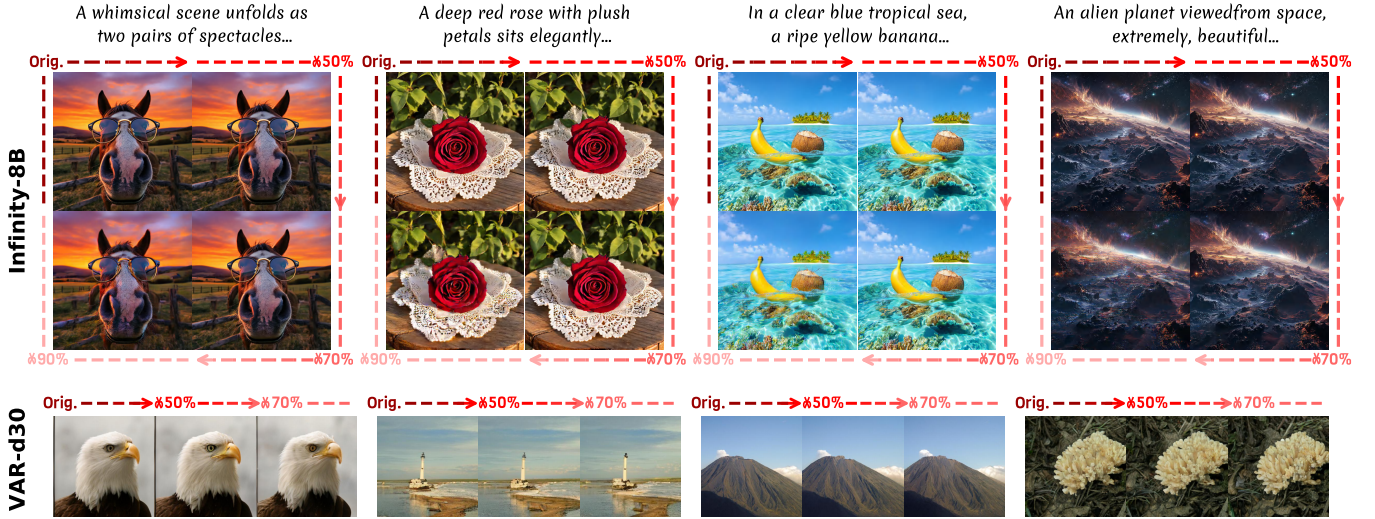 A whimsical scene unfolds as
two pairs of spectacles...
A deep red rose with plush
petals sits elegantly...
In a clear blue tropical sea,
a ripe yellow banana...
An alien planet viewedfrom space,
extremely, beautiful...
Orig. 50%
Orig. 50%
Orig. 50%
Orig. 50%
Infinity-8B
90% 70%
90% 70%
90% 70%
90% 70%
Orig. 50% 70%
Orig. 50% 70%
Orig. 50% 70%
Orig. 50% 70%
VAR-d30